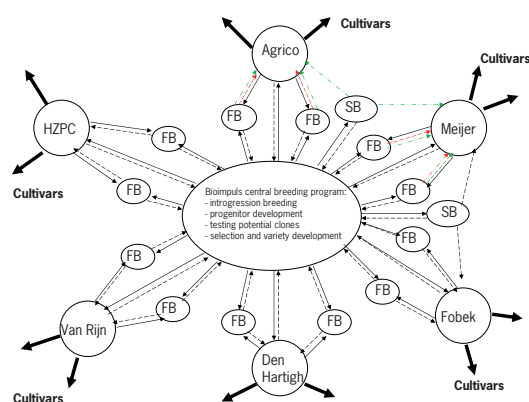 Cultivars
Agrico
Cultivars
HZPC
FB
FB
FB
SB
FB
Meijer
Cultivars
FB
FB
SB
Bioimpuls central breeding program:
- introgression breeding
- progenitor development
- testing potential clones
- selection and variety development
FB
FB
FB
FB
Van Rijn
FB
FB
Fobek
Den
Hartigh
Cultivars
Cultivars
Cultivars